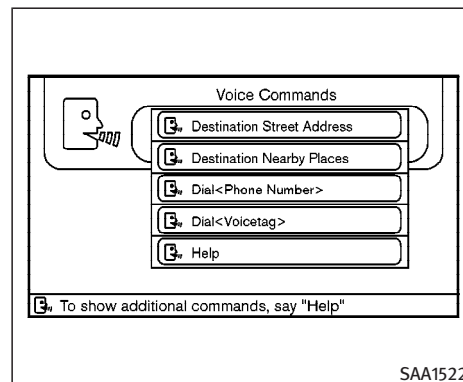 Voice Commands
Destination Street Address
Destination Nearby Places
Dial<Phone Number>
Dial<Voicetag>
Help
To show additional commands, say "Help"
SAA1522